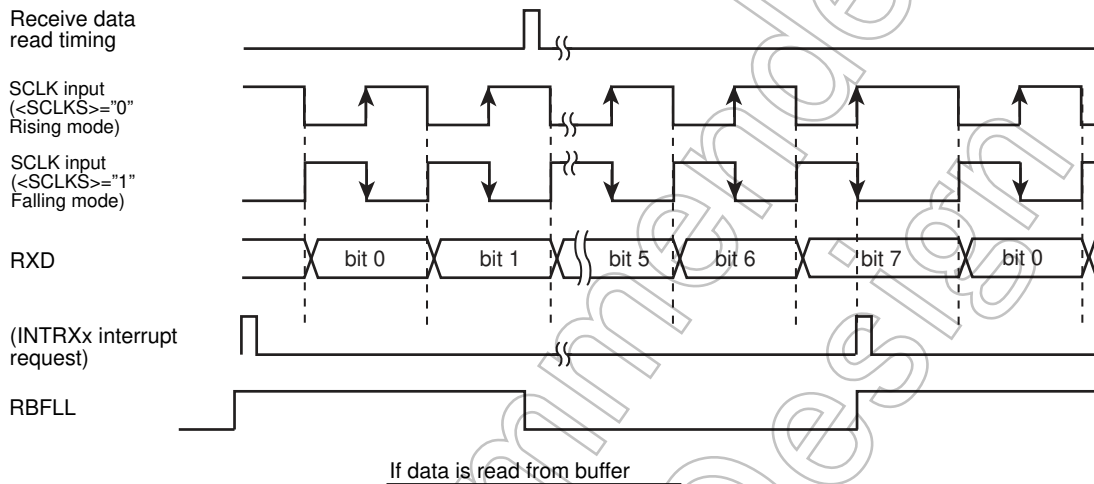 Receive data
read timing
SCLK input
(<SCLKS>="0"
Rising mode)
SCLK input
(<SCLKS>="1"
Falling mode)
RXD
bit 0
bit 1
bit 5
bit 6
bit 7
bit 0
(INTRXx interrupt
request)
RBFLL
If data is read from buffer